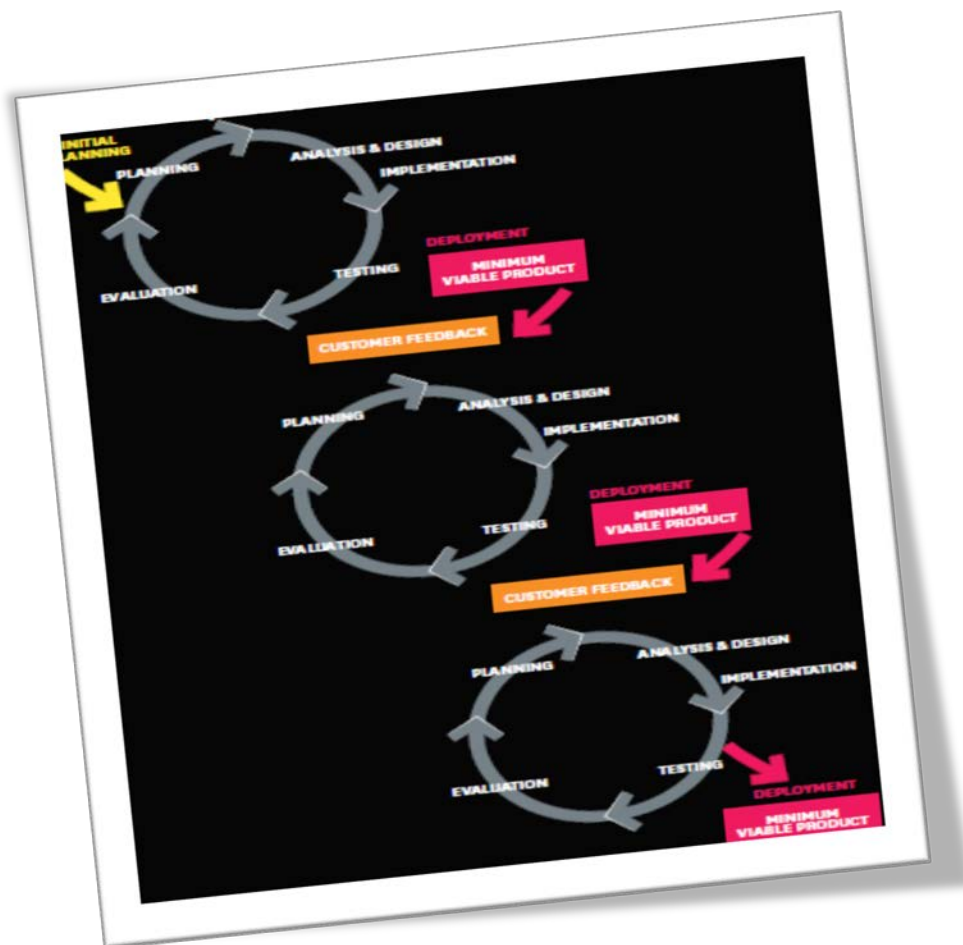 INITIAL
LANNING
PLANNING
ANALYSIS & DESIGN
IMPLEMENTATION
TESTING
EVALUATION
DEPLOYMENT
MINIMUM
VIABLE PRODUCT
CUSTOMER FEEDBACK
PLANNING
ANALYSIS & DESIGN
IMPLEMENTATION
TESTING
EVALUATION
DEPLOYMENT
MINIMUM
VIABLE PRODUCT
CUSTOMER FEEDBACK
PLANNING
ANALYSIS & DESIGN
IMPLEMENTATION
TESTING
EVALUATION
DEPLOYMENT
MINIMUM
VIABLE PRODUCT